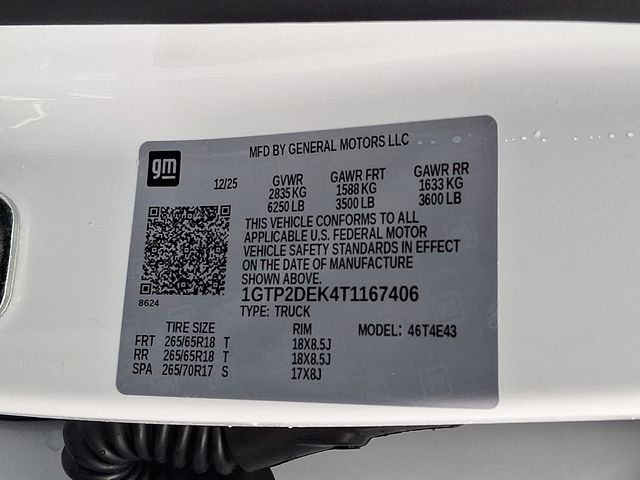 MFD BY GENERAL MOTORS LLC
gm
12/25
GVWR GAWR FRT GAWR RR
2835 KG 1588 KG 1633 KG
6250 LB 3500 LB 3600 LB
THIS VEHICLE CONFORMS TO ALL
APPLICABLE U.S. FEDERAL MOTOR
VEHICLE SAFETY STANDARDS IN EFFECT
ON THE DATE OF MANUFACTURE
SHOWN ABOVE.
8624
1GTP2DEK4T1167406
TYPE: TRUCK
TIRE SIZE RIM MODEL: 46T4E43
FRT 265/65R18 T 18X8.5J
RR 265/65R18 T 18X8.5J
SPA 265/70R17 S 17X8J